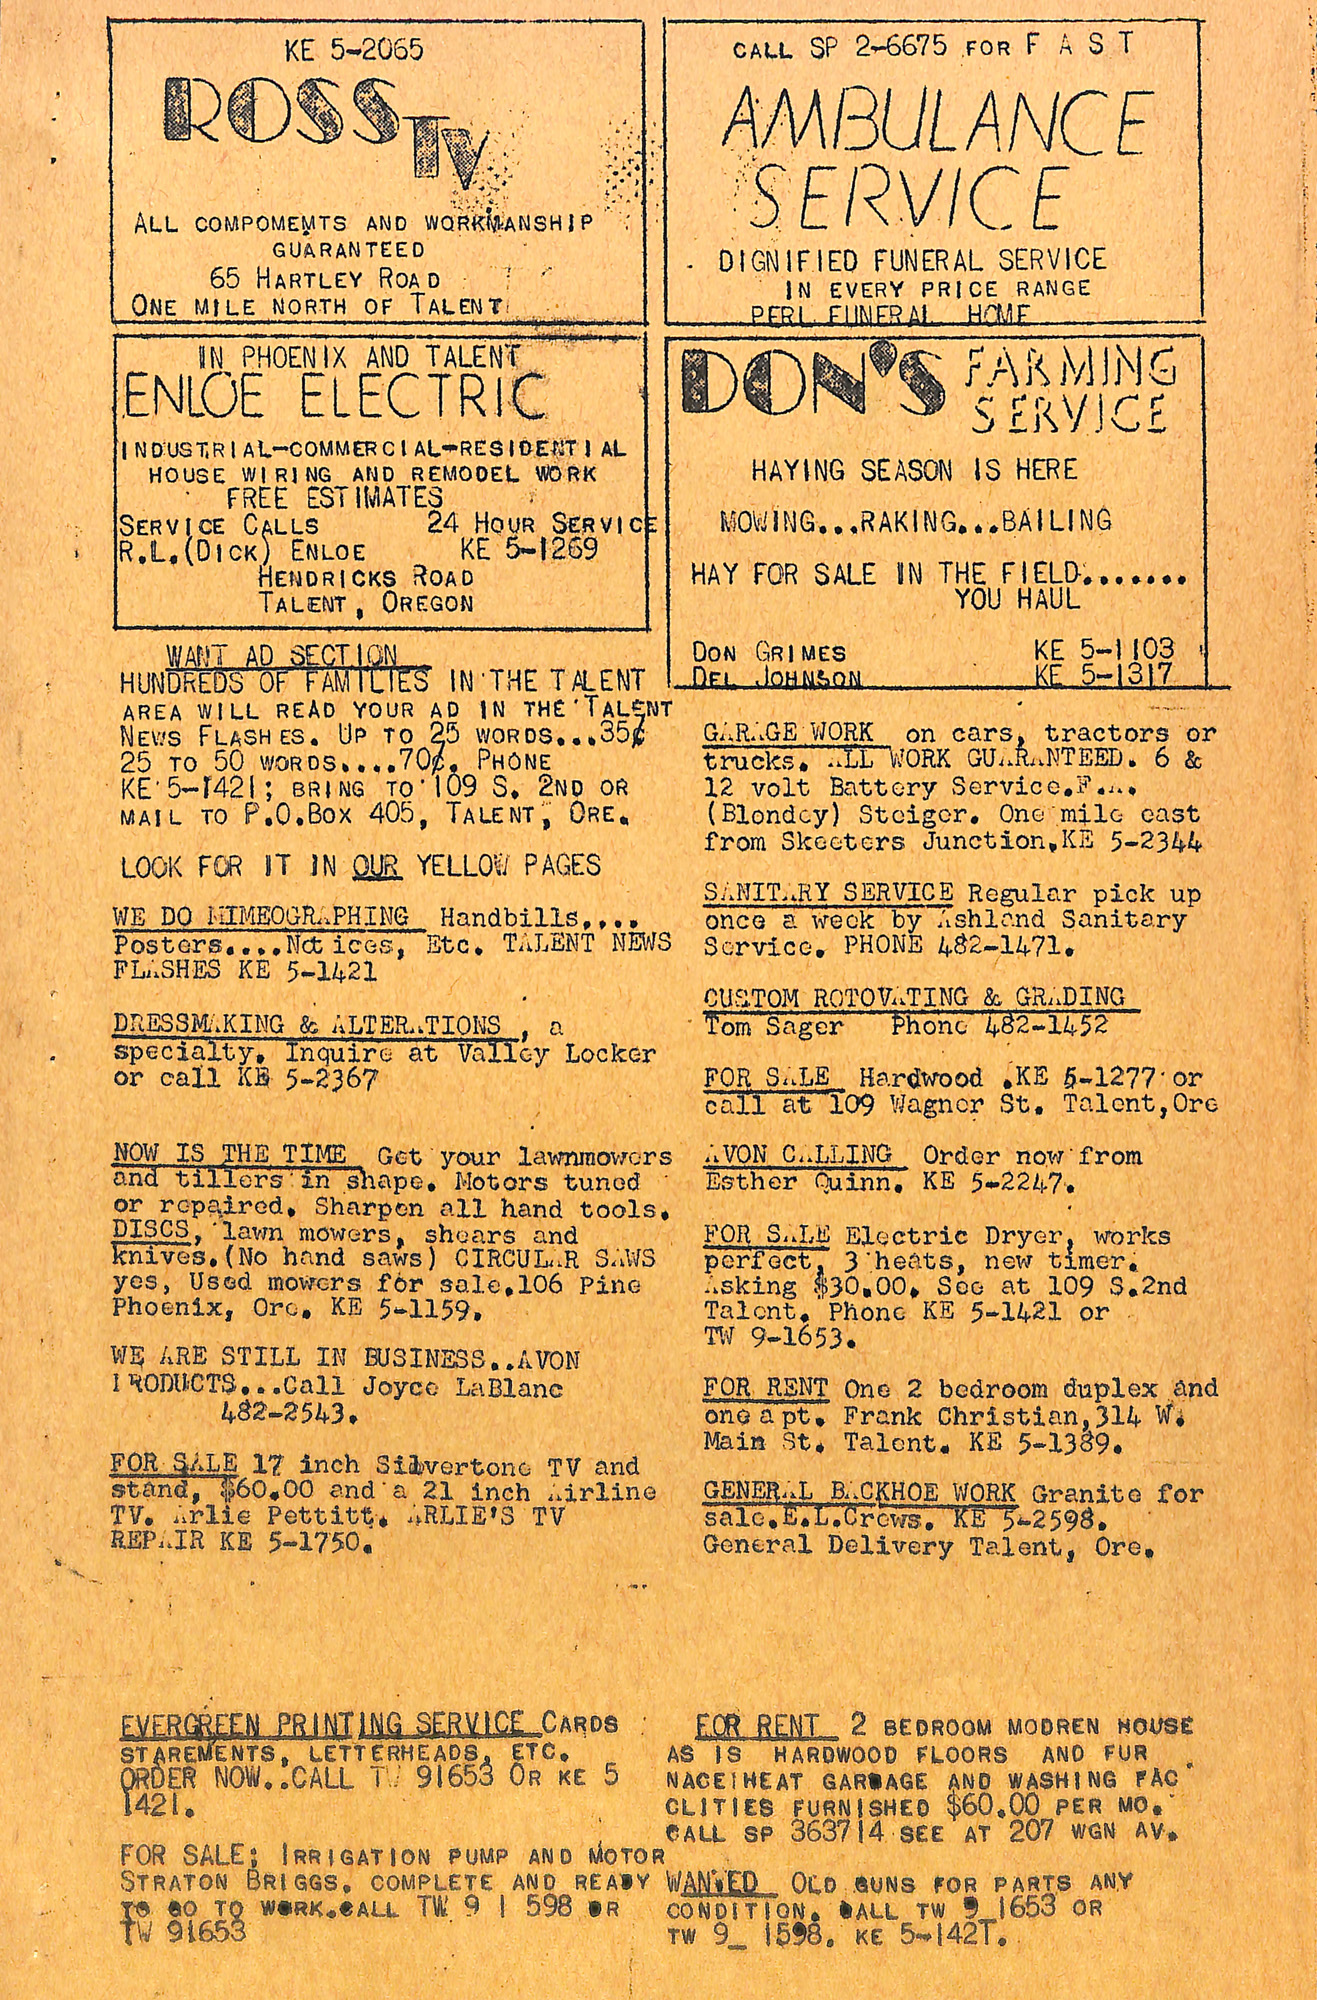 KE 5-2065
ROSS TV
ALL COMPOMEMTS AND WORKMANSHIP
GUARANTEED
65 HARTLEY ROAD
ONE MILE NORTH OF TALENT
CALL SP 2-6675 FOR F A S T
AMBULANCE
SERVICE
DIGNIFIED FUNERAL SERVICE
IN EVERY PRICE RANGE
PERL FUNERAL HOME
IN PHOENIX AND TALENT
ENLOE ELECTRIC
INDUSTRIAL-COMMERCIAL-RESIDENTIAL
HOUSE WIRING AND REMODEL WORK
FREE ESTIMATES
SERVICE CALLS 24 HOUR SERVICE
R.L.(DICK) ENLOE KE 5-1269
HENDRICKS ROAD
TALENT, OREGON
DON'S FARMING
SERVICE
HAYING SEASON IS HERE
MOWING...RAKING...BAILING
HAY FOR SALE IN THE FIELD.......
YOU HAUL
DON GRIMES KE 5-1103
DEL JOHNSON KE 5-1317
WANT AD SECTION
HUNDREDS OF FAMILIES IN THE TALENT
AREA WILL READ YOUR AD IN THE TALENT
NEWS FLASHES. UP TO 25 WORDS...35¢
25 TO 50 WORDS....70¢. PHONE
KE 5-1421; BRING TO 109 S. 2ND OR
MAIL TO P.O.BOX 405, TALENT, ORE.
LOOK FOR IT IN OUR YELLOW PAGES
WE DO MIMEOGRAPHING Handbills....
Posters....Notices, Etc. TALENT NEWS
FLASHES KE 5-1421
DRESSMAKING & ALTERATIONS , a
specialty. Inquire at Valley Locker
or call KE 5-2367
NOW IS THE TIME Get your lawnmowers
and tillers in shape. Motors tuned
or repaired. Sharpen all hand tools.
DISCS, lawn mowers, shears and
knives.(No hand saws) CIRCULAR SAWS
yes, Used mowers for sale.106 Pine
Phoenix, Ore. KE 5-1159.
WE ARE STILL IN BUSINESS..AVON
PRODUCTS...Call Joyce LaBlanc
482-2543.
FOR SALE 17 inch Silvertone TV and
stand, $60.00 and a 21 inch Airline
TV. Arlie Pettitt. ARLIE'S TV
REPAIR KE 5-1750.
GARAGE WORK on cars, tractors or
trucks. ALL WORK GUARANTEED. 6 &
12 volt Battery Service.F.A.
(Blondey) Steiger. One mile east
from Skeeters Junction.KE 5-2344
SANITARY SERVICE Regular pick up
once a week by Ashland Sanitary
Service. PHONE 482-1471.
CUSTOM ROTOVATING & GRADING
Tom Sager Phone 482-1452
FOR SALE Hardwood .KE 5-1277 or
call at 109 Wagner St. Talent,Ore
AVON CALLING Order now from
Esther Quinn. KE 5-2247.
FOR SALE Electric Dryer, works
perfect, 3 heats, new timer.
Asking $30.00. See at 109 S.2nd
Talent. Phone KE 5-1421 or
TW 9-1653.
FOR RENT One 2 bedroom duplex and
one apt. Frank Christian,314 W.
Main St. Talent. KE 5-1389.
GENERAL BACKHOE WORK Granite for
sale.E.L.Crews. KE 5-2598.
General Delivery Talent, Ore.
EVERGREEN PRINTING SERVICE CARDS
STAREMENTS, LETTERHEADS, ETC.
ORDER NOW..CALL TW 91653 OR KE 5
1421.
FOR SALE; IRRIGATION PUMP AND MOTOR
STRATON BRIGGS. COMPLETE AND READY
TO GO TO WORK.CALL TW 9 1 598 OR
TW 91653
FOR RENT 2 BEDROOM MODREN HOUSE
AS IS HARDWOOD FLOORS AND FUR
NACEIHEAT GARBAGE AND WASHING FAC
CLITIES FURNISHED $60.00 PER MO.
CALL SP 363714 SEE AT 207 WGN AV.
WANTED OLD GUNS FOR PARTS ANY
CONDITION. CALL TW 9_1653 OR
TW 9_ 1598. KE 5-142T.